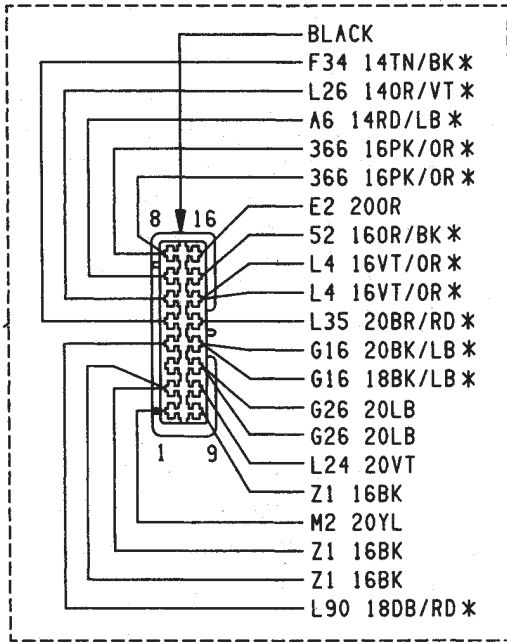 BLACK
F34 14TN/BK*
L26 14OR/VT*
A6 14RD/LB*
366 16PK/OR*
366 16PK/OR*
E2 20OR
52 16OR/BK*
L4 16VT/OR*
L4 16VT/OR*
L35 20BR/RD*
G16 20BK/LB*
G16 18BK/LB*
G26 20LB
G26 20LB
L24 20VT
Z1 16BK
M2 20YL
Z1 16BK
Z1 16BK
L90 18DB/RD*
8 16
1 9